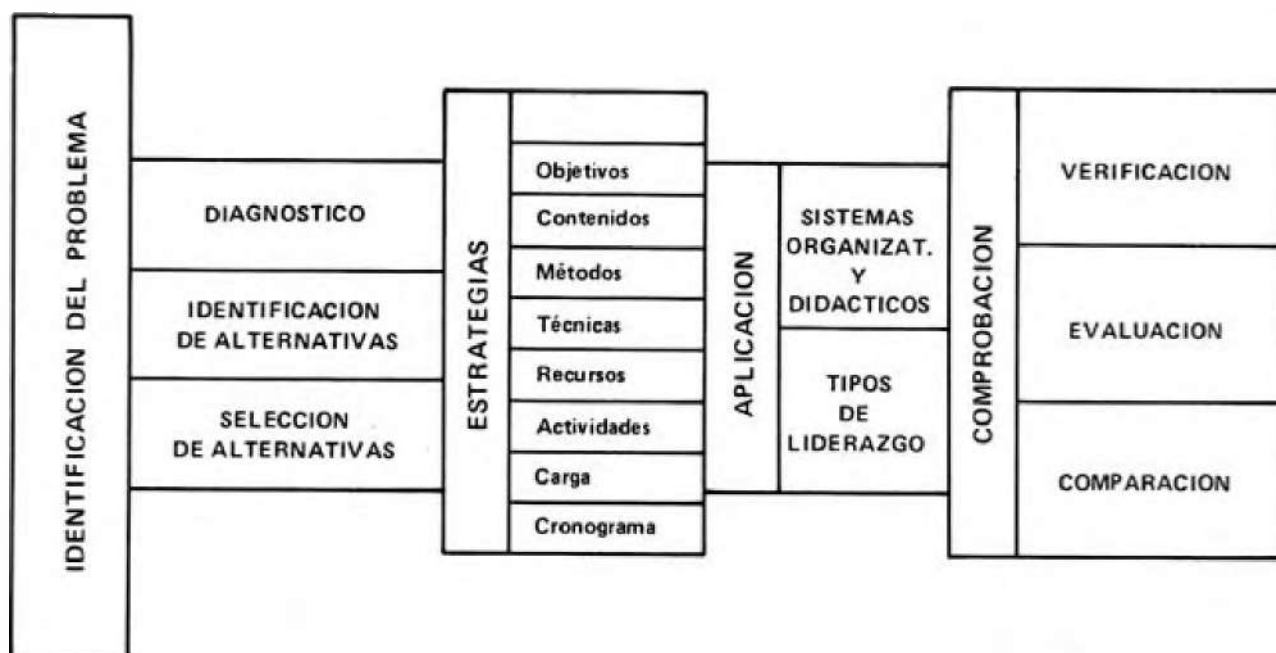 IDENTIFICACION DEL PROBLEMA
DIAGNOSTICO
IDENTIFICACION
DE ALTERNATIVAS
SELECCION
DE ALTERNATIVAS
ESTRATEGIAS
Objetivos
Contenidos
Métodos
Técnicas
Recursos
Actividades
Carga
Cronograma
APLICACION
SISTEMAS
ORGANIZAT.
Y
DIDACTICOS
TIPOS
DE
LIDERAZGO
COMPROBACION
VERIFICACION
EVALUACION
COMPARACION